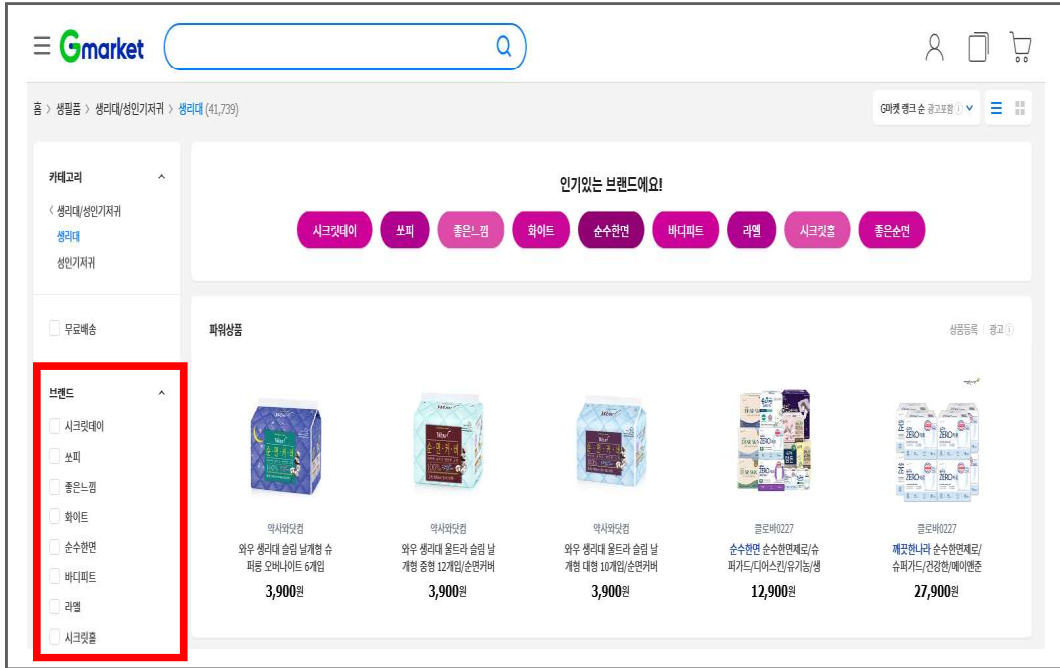 Gmarket
홈 > 생필품 > 생리대/성인기저귀 > 생리대 (41,739)
G마켓 랭크 순 광고포함
카테고리
< 생리대/성인기저귀
생리대
성인기저귀
무료배송
브랜드
시크릿데이
쏘피
좋은느낌
화이트
순수한면
바디피트
라엘
시크릿홀
인기있는 브랜드에요!
시크릿데이 쏘피 좋은느낌 화이트 순수한면 바디피트 라엘 시크릿홀 좋은순면
파워상품
상품등록 | 광고
약사와닷컴
와우 생리대 슬림 날개형 슈
퍼롱 오버나이트 6개입
3,900원
약사와닷컴
와우 생리대 울트라 슬림 날
개형 중형 12개입/순면커버
3,900원
약사와닷컴
와우 생리대 울트라 슬림 날
개형 대형 10개입/순면커버
3,900원
클로버0227
순수한면 순수한면제로/슈
퍼가드/디어스킨/유기농/생
12,900원
클로버0227
깨끗한나라 순수한면제로/
슈퍼가드/건강한/메이앤준
27,900원